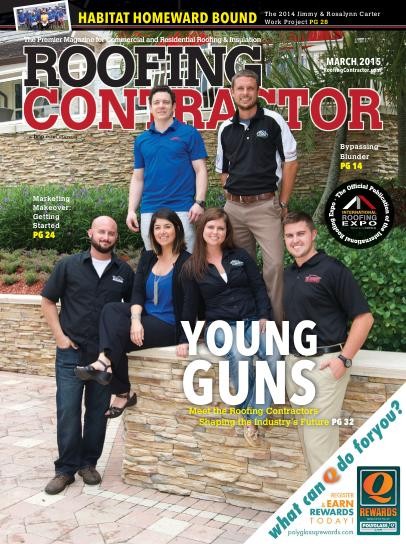 HABITAT HOMEWARD BOUND
The 2014 Jimmy & Rosalynn Carter
Work Project PG 28
The Premier Magazine for Commercial and Residential Roofing & Insulation
ROOFING
CONTRACTOR
MARCH 2015
RoofingContractor.com
Bypassing
Blunder
PG 14
The Official Publication of the International Roofing Expo
INTERNATIONAL
ROOFING
EXPO
Marketing
Makeover:
Getting
Started
PG 24
YOUNG
GUNS
Meet the Roofing Contractors
Shaping the Industry's Future PG 32
what can Q do for you?
REGISTER
& EARN
REWARDS
TODAY!
polyglassqrewards.com
Q
REWARDS
POLYGLASS